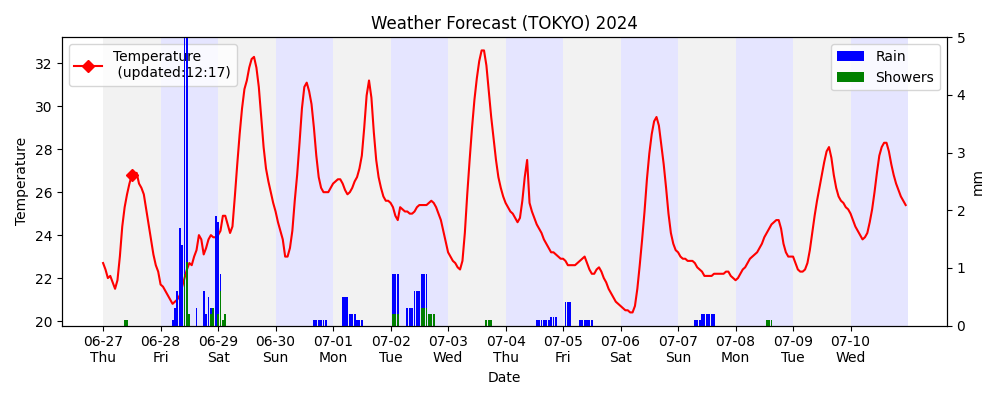 Weather Forecast (TOKYO) 2024
Temperature
(updated:12:17)
Rain
Showers
Temperature
32
30
28
26
24
22
20
5
4
3
2
1
0
mm
06-27 06-28 06-29 06-30 07-01 07-02 07-03 07-04 07-05 07-06 07-07 07-08 07-09 07-10
Thu Fri Sat Sun Mon Tue Wed Thu Fri Sat Sun Mon Tue Wed
Date